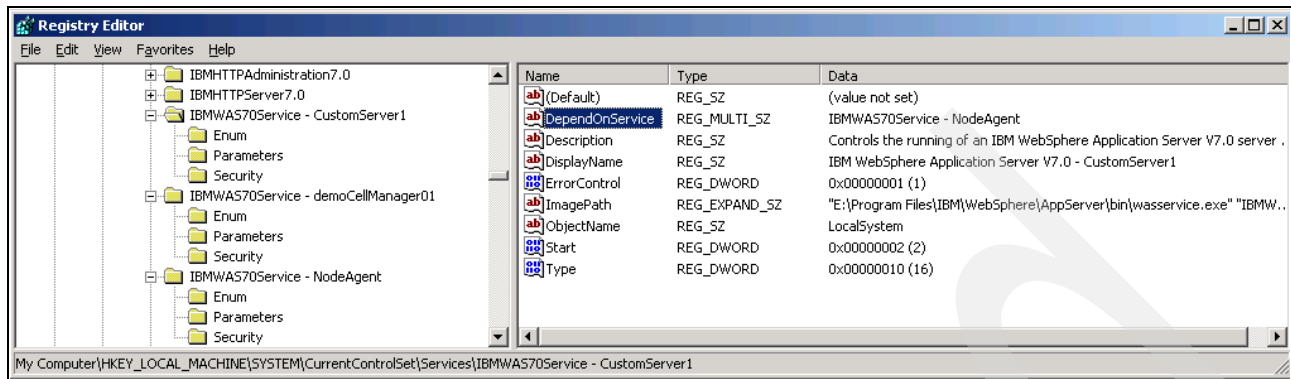 Registry Editor
File Edit View Favorites Help
IBMHTTPAdministration7.0
IBMHTTPServer7.0
IBMWAS70Service - CustomServer1
Enum
Parameters
Security
IBMWAS70Service - demoCellManager01
Enum
Parameters
Security
IBMWAS70Service - NodeAgent
Enum
Parameters
Security
Name Type Data
(Default) REG_SZ (value not set)
DependOnService REG_MULTI_SZ IBMWAS70Service - NodeAgent
Description REG_SZ Controls the running of an IBM WebSphere Application Server V7.0 server .
DisplayName REG_SZ IBM WebSphere Application Server V7.0 - CustomServer1
ErrorControl REG_DWORD 0x00000001 (1)
ImagePath REG_EXPAND_SZ "E:\Program Files\IBM\WebSphere\AppServer\bin\wasservice.exe" "IBMW..
ObjectName REG_SZ LocalSystem
Start REG_DWORD 0x00000002 (2)
Type REG_DWORD 0x00000010 (16)
My Computer\HKEY_LOCAL_MACHINE\SYSTEM\CurrentControlSet\Services\IBMWAS70Service - CustomServer1